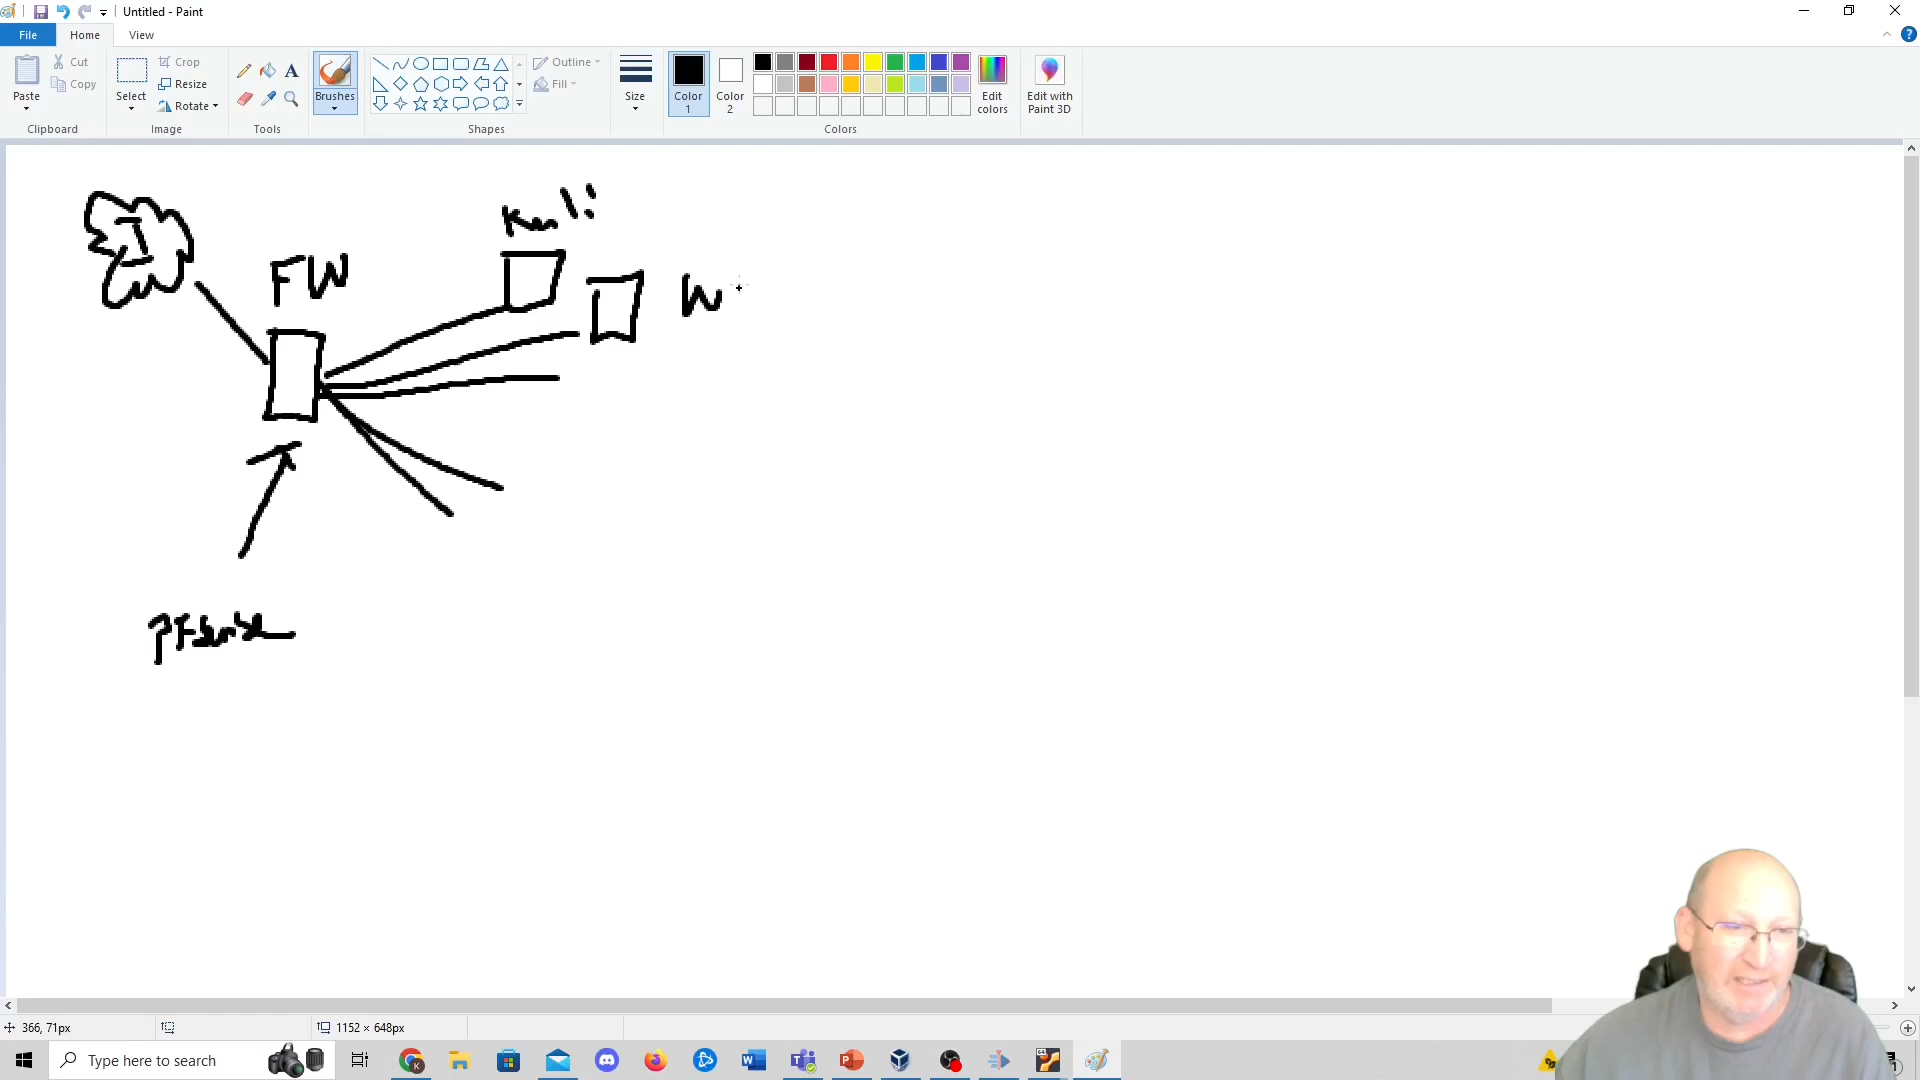 Untitled - Paint
File Home View
Paste
Cut
Copy
Clipboard
Select
Crop
Resize
Rotate
Image
Tools
Brushes
Shapes
Outline
Fill
Size
Color 1
Color 2
Colors
Edit colors
Edit with Paint 3D
I
Kali
FW
W
pfsense
366, 71px
1152 × 648px
Type here to search